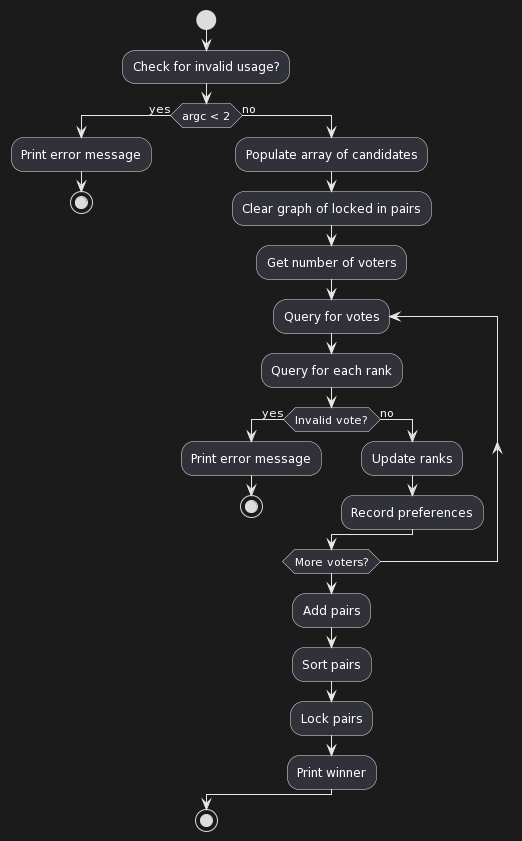 Check for invalid usage?
yes
argc < 2
no
Print error message
Populate array of candidates
Clear graph of locked in pairs
Get number of voters
Query for votes
Query for each rank
yes
Invalid vote?
no
Print error message
Update ranks
Record preferences
More voters?
Add pairs
Sort pairs
Lock pairs
Print winner